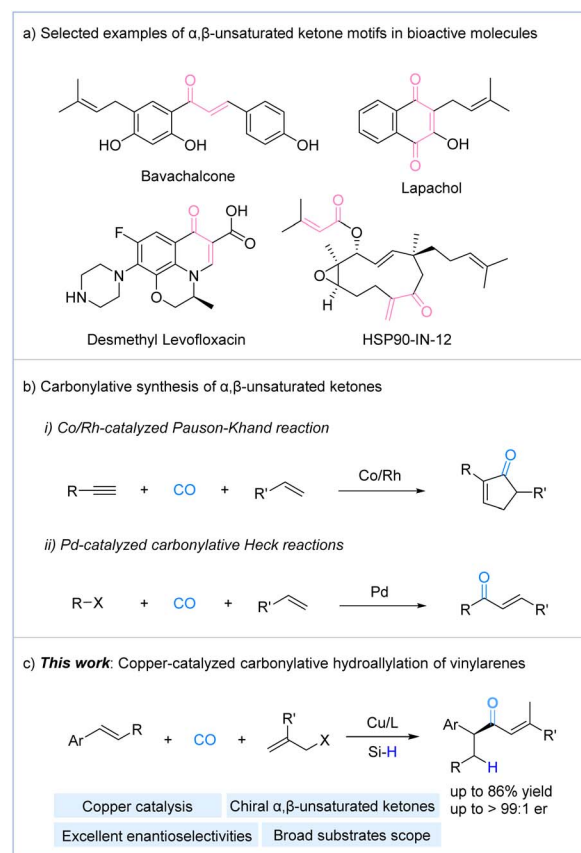 a) Selected examples of α,β-unsaturated ketone motifs in bioactive molecules
O
HO OH OH
Bavachalcone
O
OH
O
Lapachol
O OH
F
O
N N
HN O
Desmethyl Levofloxacin
O
O
O
H
O
HSP90-IN-12
b) Carbonylative synthesis of α,β-unsaturated ketones
i) Co/Rh-catalyzed Pauson-Khand reaction
R + CO + R' Co/Rh R O R'
ii) Pd-catalyzed carbonylative Heck reactions
R–X + CO + R' Pd R O R'
c) This work: Copper-catalyzed carbonylative hydroallylation of vinylarenes
Ar R + CO + R' X Cu/L Si-H Ar O R' R H
up to 86% yield
up to > 99:1 er
Copper catalysis Chiral α,β-unsaturated ketones
Excellent enantioselectivities Broad substrates scope